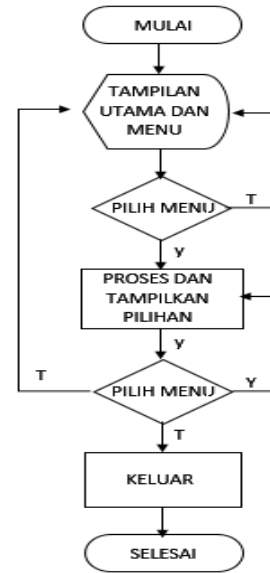 MULAI
TAMPILAN
UTAMA DAN
MENU
PILIH MENU
T
y
PROSES DAN
TAMPILKAN
PILIHAN
y
T
PILIH MENU
Y
T
KELUAR
SELESAI